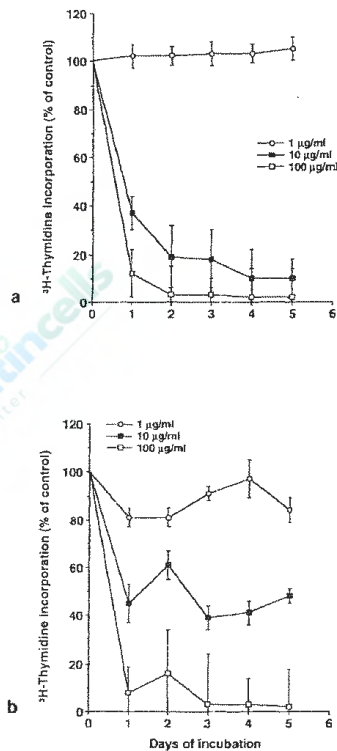 120
100
80
60
40
20
0
³H-Thymidine Incorporation (% of control)
1 µg/ml
10 µg/ml
100 µg/ml
0 1 2 3 4 5 6
a
120
100
80
60
40
20
0
³H-Thymidine Incorporation (% of control)
1 µg/ml
10 µg/ml
100 µg/ml
0 1 2 3 4 5 6
b
Days of incubation